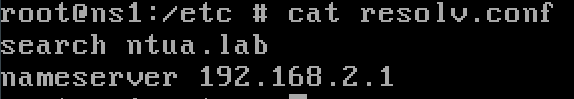 root@ns1:/etc # cat resolv.conf
search ntua.lab
nameserver 192.168.2.1